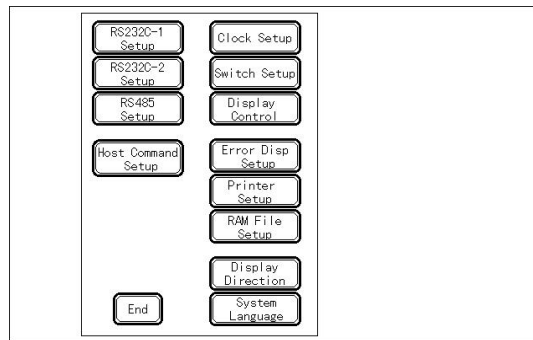 RS232C-1
Setup
Clock Setup
RS232C-2
Setup
Switch Setup
RS485
Setup
Display
Control
Host Command
Setup
Error Disp
Setup
Printer
Setup
RAM File
Setup
Display
Direction
End
System
Language